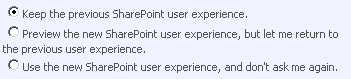 Keep the previous SharePoint user experience.
Preview the new SharePoint user experience, but let me return to
the previous user experience.
Use the new SharePoint user experience, and don't ask me again.